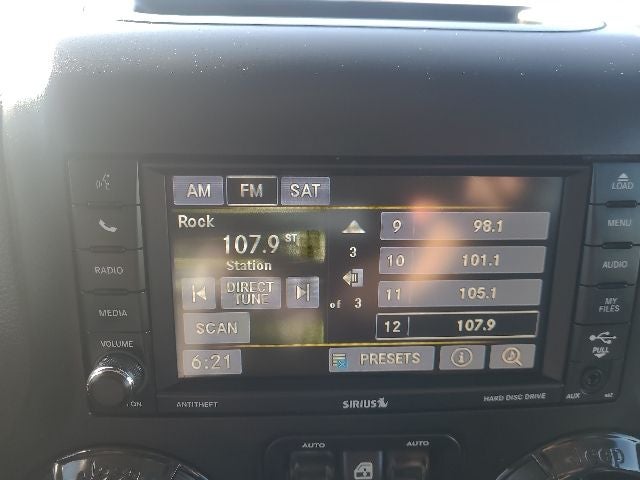 AM FM SAT
Rock
107.9 ST
Station
DIRECT
TUNE
SCAN
6:21
3
of 3
9 98.1
10 101.1
11 105.1
12 107.9
PRESETS
RADIO
MEDIA
VOLUME
ON
LOAD
MENU
AUDIO
MY
FILES
PULL
AUX
ANTITHEFT
SIRIUS
HARD DISC DRIVE
AUTO
AUTO